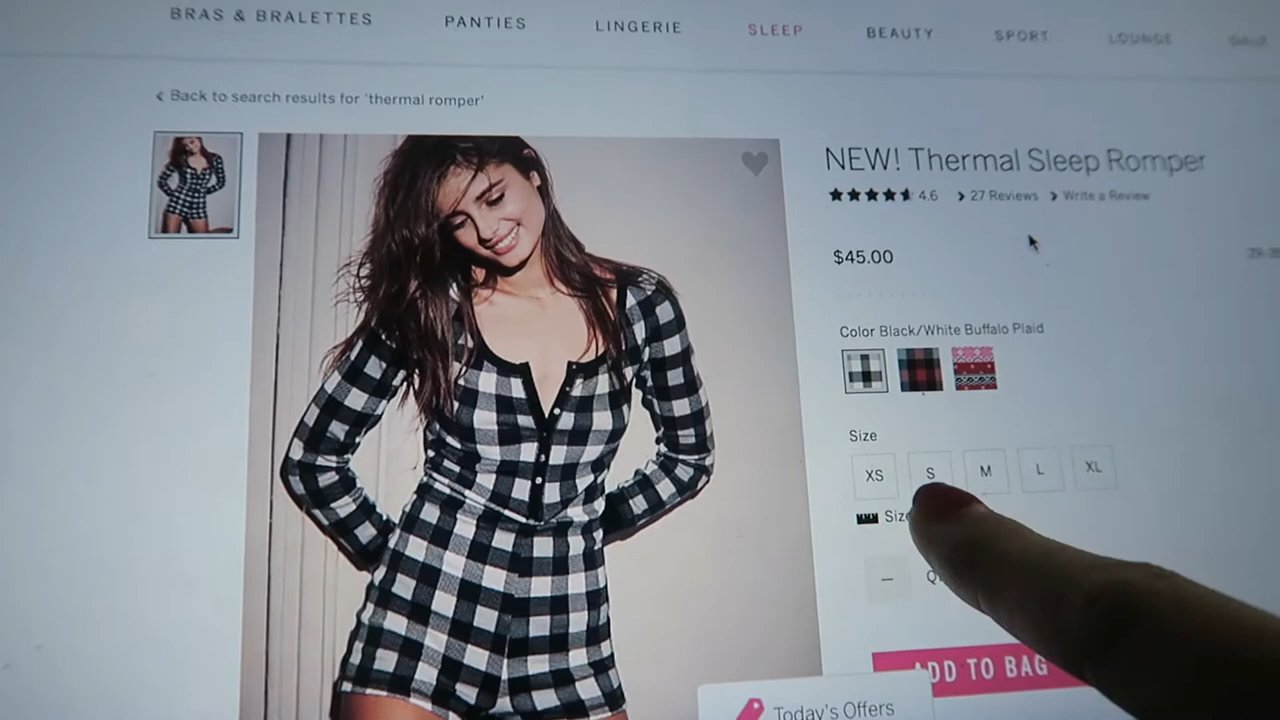 BRAS & BRALETTES PANTIES LINGERIE SLEEP BEAUTY SPORT LOUNGE SALE
Back to search results for 'thermal romper'
NEW! Thermal Sleep Romper
4.6 27 Reviews Write a Review
$45.00
Color Black/White Buffalo Plaid
Size
XS S M L XL
Size
ADD TO BAG
Today's Offers